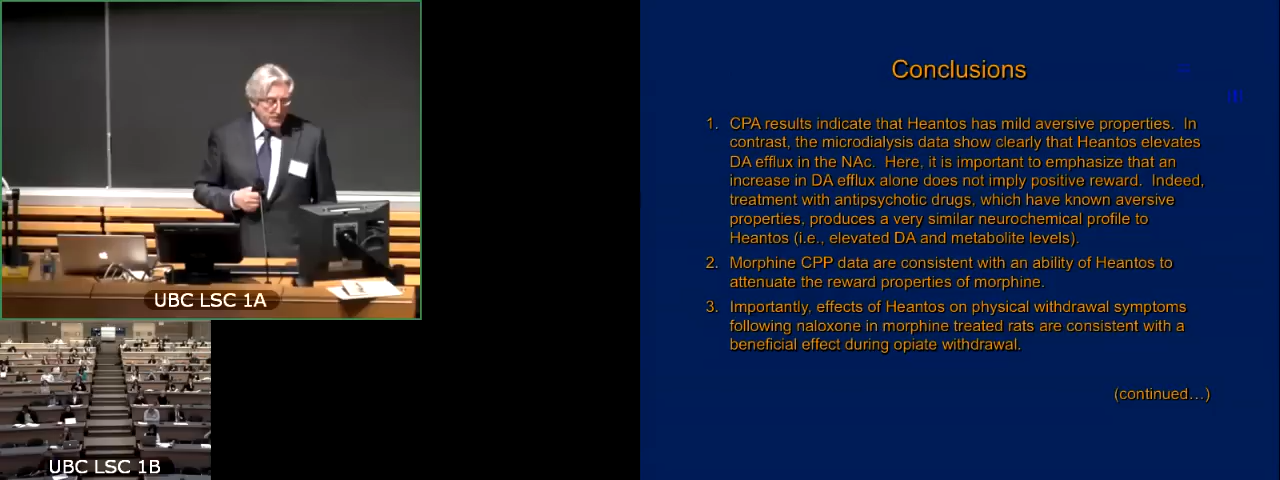 UBC LSC 1A
UBC LSC 1B
Conclusions
1. CPA results indicate that Heantos has mild aversive properties. In
contrast, the microdialysis data show clearly that Heantos elevates
DA efflux in the NAc. Here, it is important to emphasize that an
increase in DA efflux alone does not imply positive reward. Indeed,
treatment with antipsychotic drugs, which have known aversive
properties, produces a very similar neurochemical profile to
Heantos (i.e., elevated DA and metabolite levels).
2. Morphine CPP data are consistent with an ability of Heantos to
attenuate the reward properties of morphine.
3. Importantly, effects of Heantos on physical withdrawal symptoms
following naloxone in morphine treated rats are consistent with a
beneficial effect during opiate withdrawal.
(continued…)